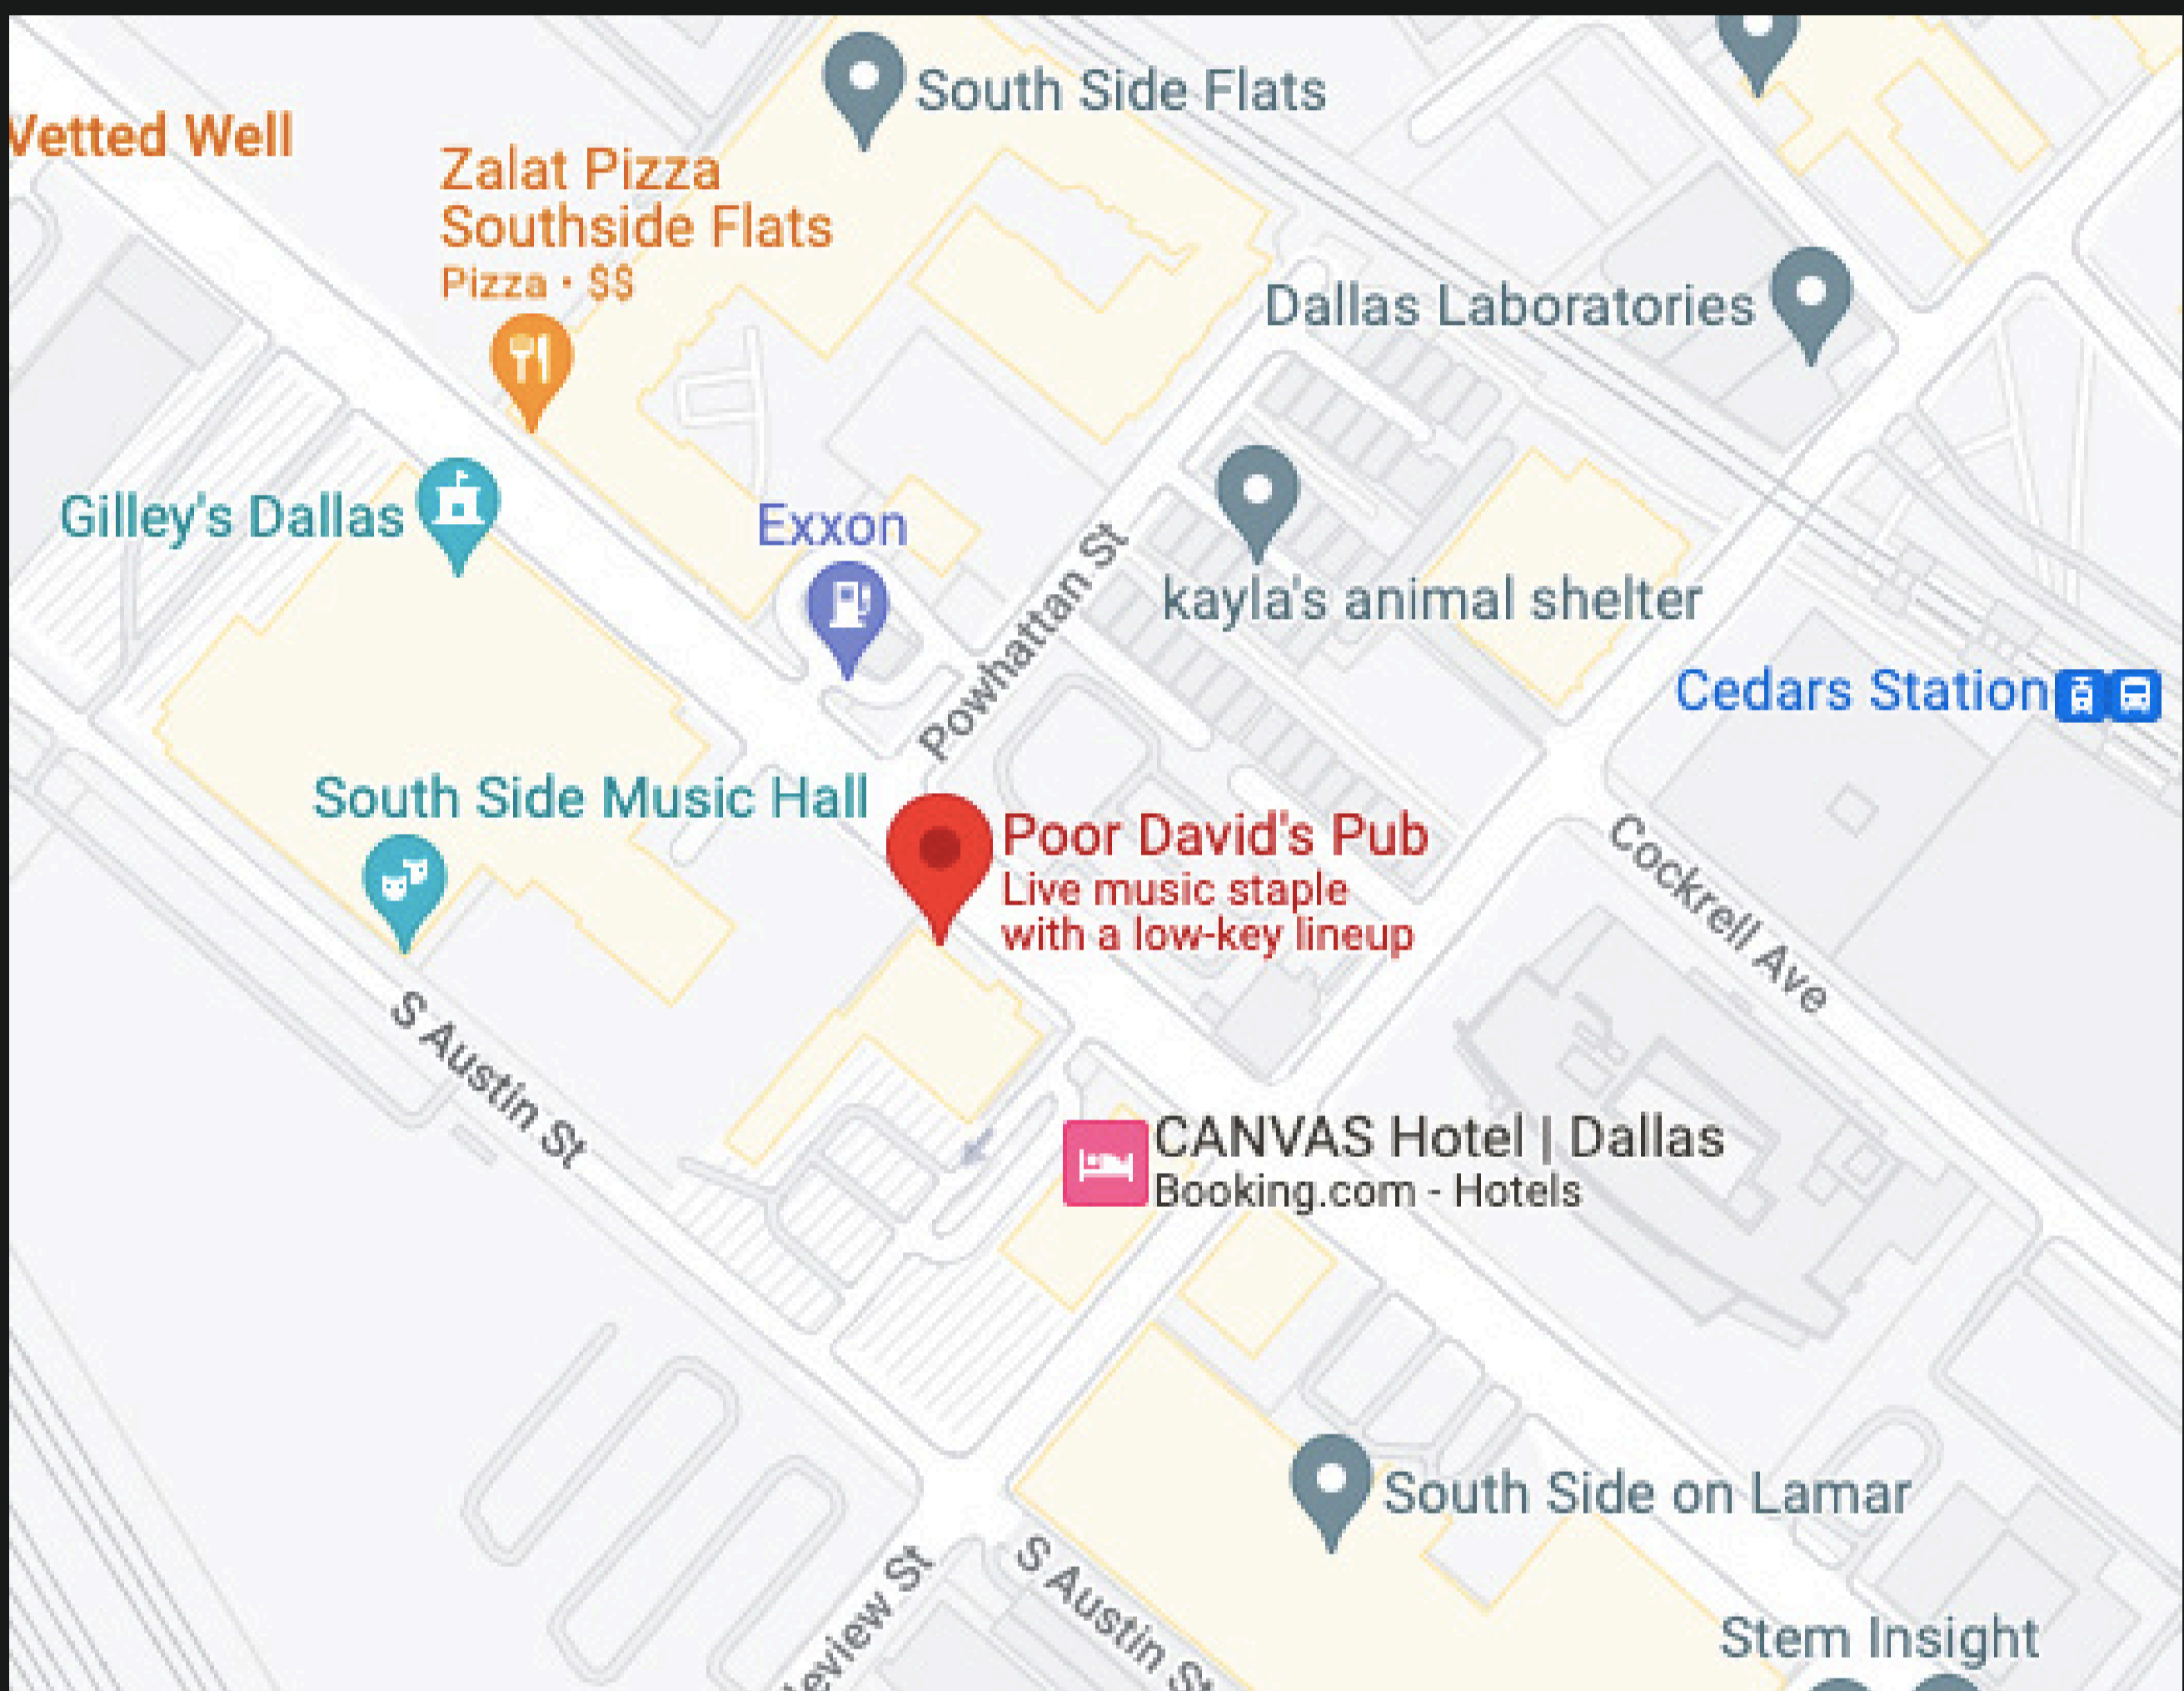 South Side Flats
Vetted Well
Zalat Pizza
Southside Flats
Pizza · $$
Dallas Laboratories
Gilley's Dallas
Exxon
Powhattan St
kayla's animal shelter
Cedars Station
South Side Music Hall
Poor David's Pub
Live music staple
with a low-key lineup
Cockrell Ave
S Austin St
CANVAS Hotel | Dallas
Booking.com - Hotels
South Side on Lamar
eview St
S Austin St
Stem Insight